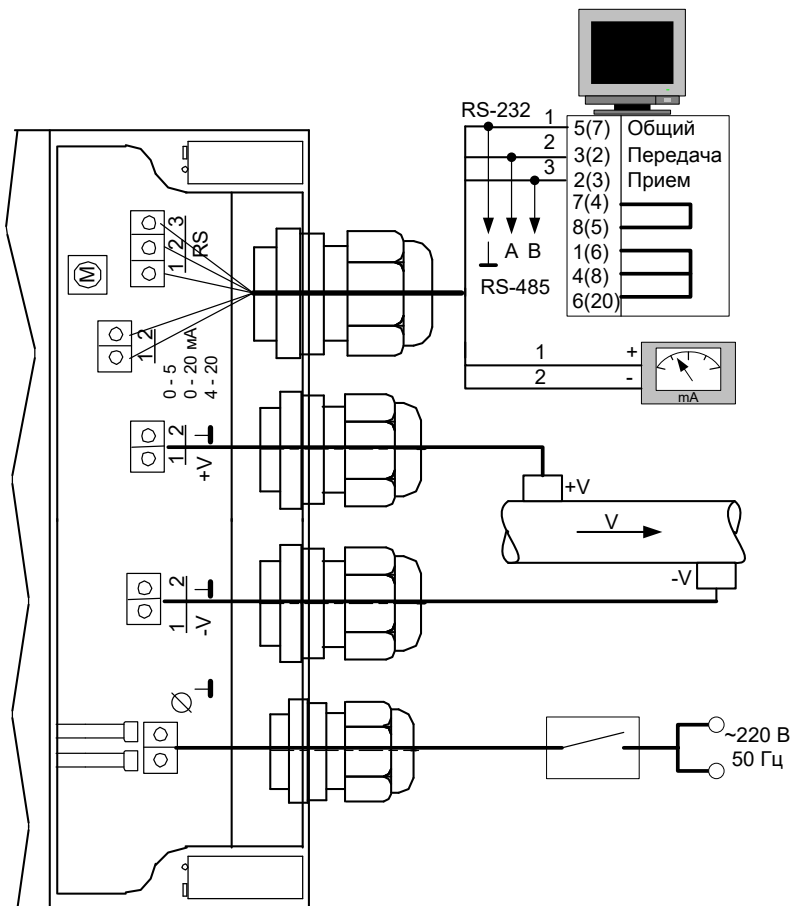 RS-232
1
2
3
5(7) Общий
3(2) Передача
2(3) Прием
7(4)
8(5)
1(6)
4(8)
6(20)
A B
RS-485
1 2 3
RS
M
1 2
0 - 5
0 - 20 мА
4 - 20
1 +
2 -
mA
1 2
+V
+V
V
-V
1 2
-V
~220 В
50 Гц